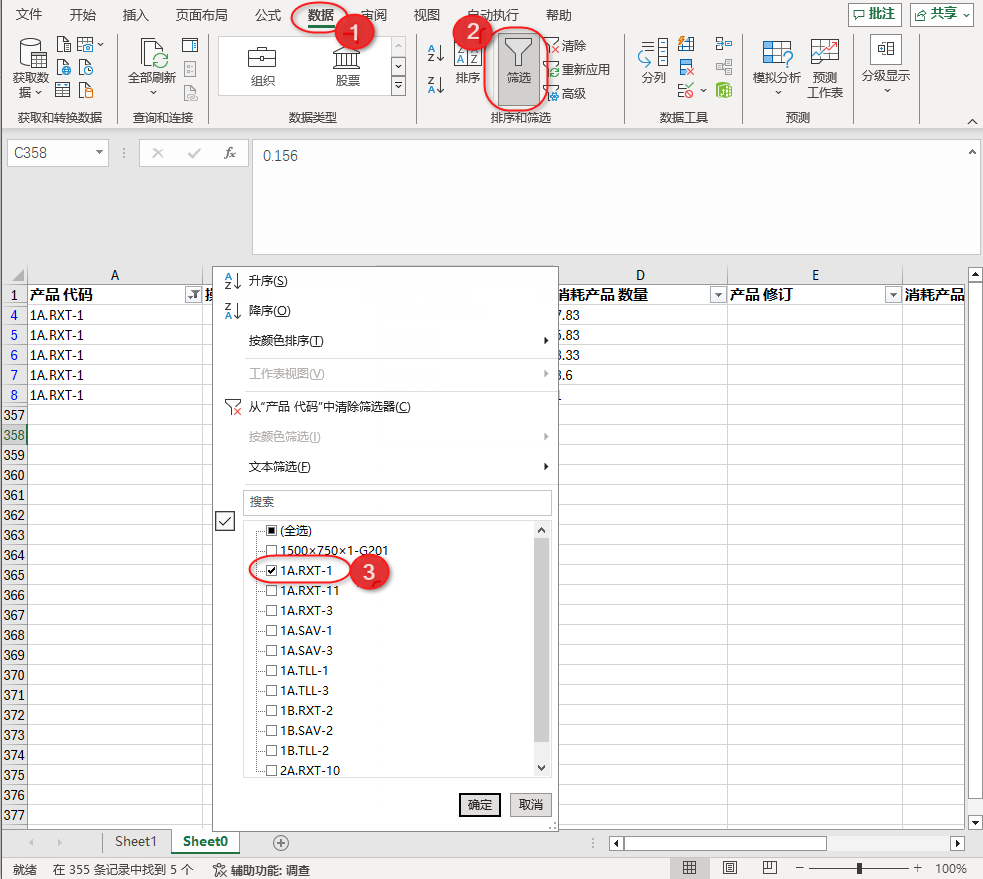 文件 开始 插入 页面布局 公式 数据 审阅 视图 自动执行 帮助 批注 共享
1
2
获取数据
组织
股票
全部刷新
排序
筛选
清除
重新应用
高级
分列
模拟分析
预测
工作表
分级显示
获取和转换数据 查询和连接 数据类型 排序和筛选 数据工具 预测
C358
fx
0.156
A D E
1 产品 代码 消耗产品 数量 产品 修订 消耗产品
4 1A.RXT-1 7.83
5 1A.RXT-1 .83
6 1A.RXT-1 .33
7 1A.RXT-1 3.6
8 1A.RXT-1
357
358
359
360
361
362
363
364
365
366
367
368
369
370
371
372
373
374
375
376
377
升序(S)
降序(O)
按颜色排序(T)
工作表视图(V)
从"产品 代码"中清除筛选器(C)
按颜色筛选(I)
文本筛选(F)
搜索
(全选)
1500×750×1-G201
1A.RXT-1
3
1A.RXT-11
1A.RXT-3
1A.SAV-1
1A.SAV-3
1A.TLL-1
1A.TLL-3
1B.RXT-2
1B.SAV-2
1B.TLL-2
2A.RXT-10
确定 取消
Sheet1 Sheet0
就绪 在 355 条记录中找到 5 个 辅助功能: 调查 100%